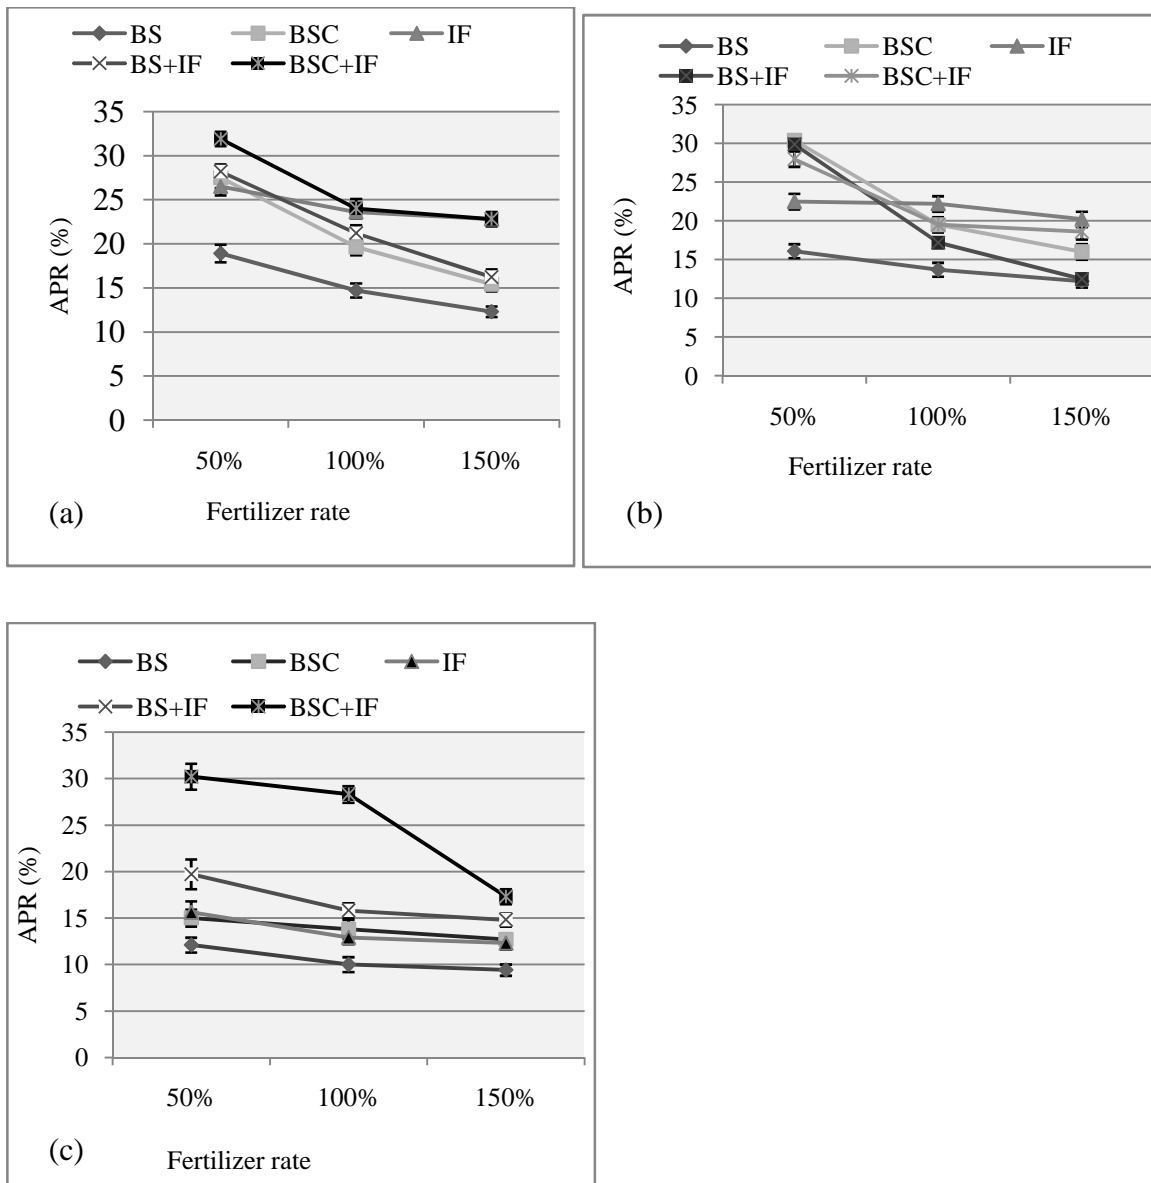 BS BSC IF
BS+IF BSC+IF
35
30
25
20
15
10
5
0
APR (%)
50% 100% 150%
Fertilizer rate
(a)
BS BSC IF
BS+IF BSC+IF
35
30
25
20
15
10
5
0
APR (%)
50% 100% 150%
Fertilizer rate
(b)
BS BSC IF
BS+IF BSC+IF
35
30
25
20
15
10
5
0
APR (%)
50% 100% 150%
Fertilizer rate
(c)